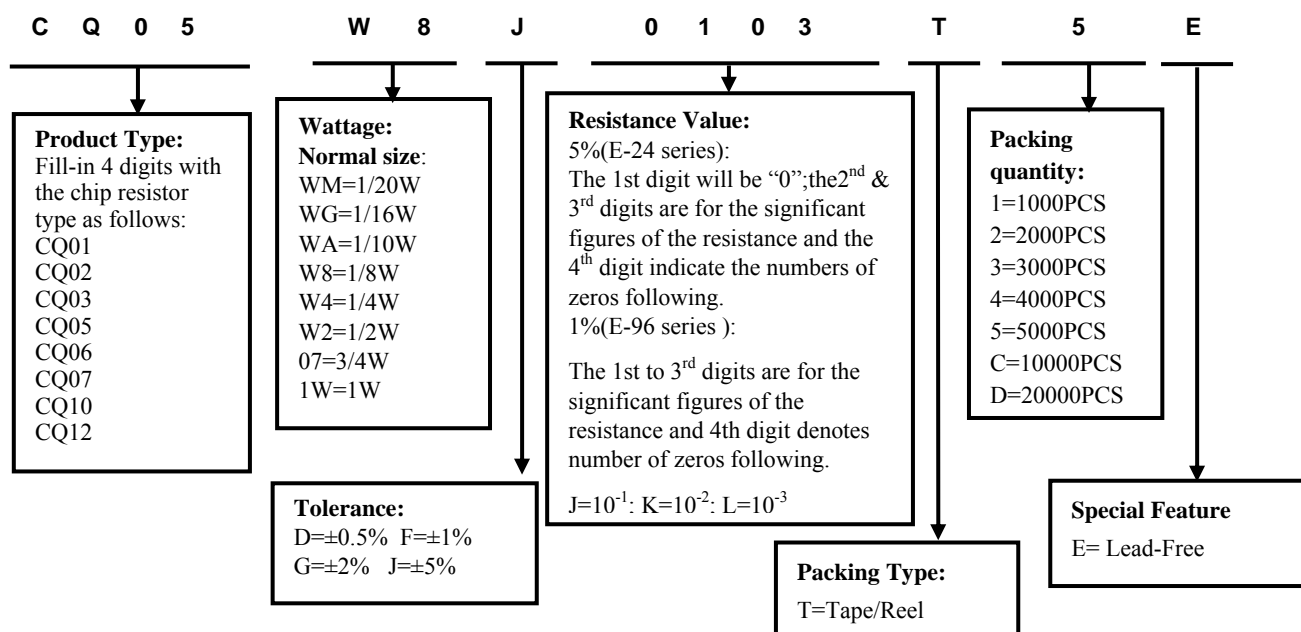 C Q 0 5 W 8 J 0 1 0 3 T 5 E
Product Type:
Fill-in 4 digits with
the chip resistor
type as follows:
CQ01
CQ02
CQ03
CQ05
CQ06
CQ07
CQ10
CQ12
Wattage:
Normal size:
WM=1/20W
WG=1/16W
WA=1/10W
W8=1/8W
W4=1/4W
W2=1/2W
07=3/4W
1W=1W
Tolerance:
D=±0.5% F=±1%
G=±2% J=±5%
Resistance Value:
5%(E-24 series):
The 1st digit will be “0”;the2nd &
3rd digits are for the significant
figures of the resistance and the
4th digit indicate the numbers of
zeros following.
1%(E-96 series ):
The 1st to 3rd digits are for the
significant figures of the
resistance and 4th digit denotes
number of zeros following.
J=10-1: K=10-2: L=10-3
Packing Type:
T=Tape/Reel
Packing
quantity:
1=1000PCS
2=2000PCS
3=3000PCS
4=4000PCS
5=5000PCS
C=10000PCS
D=20000PCS
Special Feature
E= Lead-Free